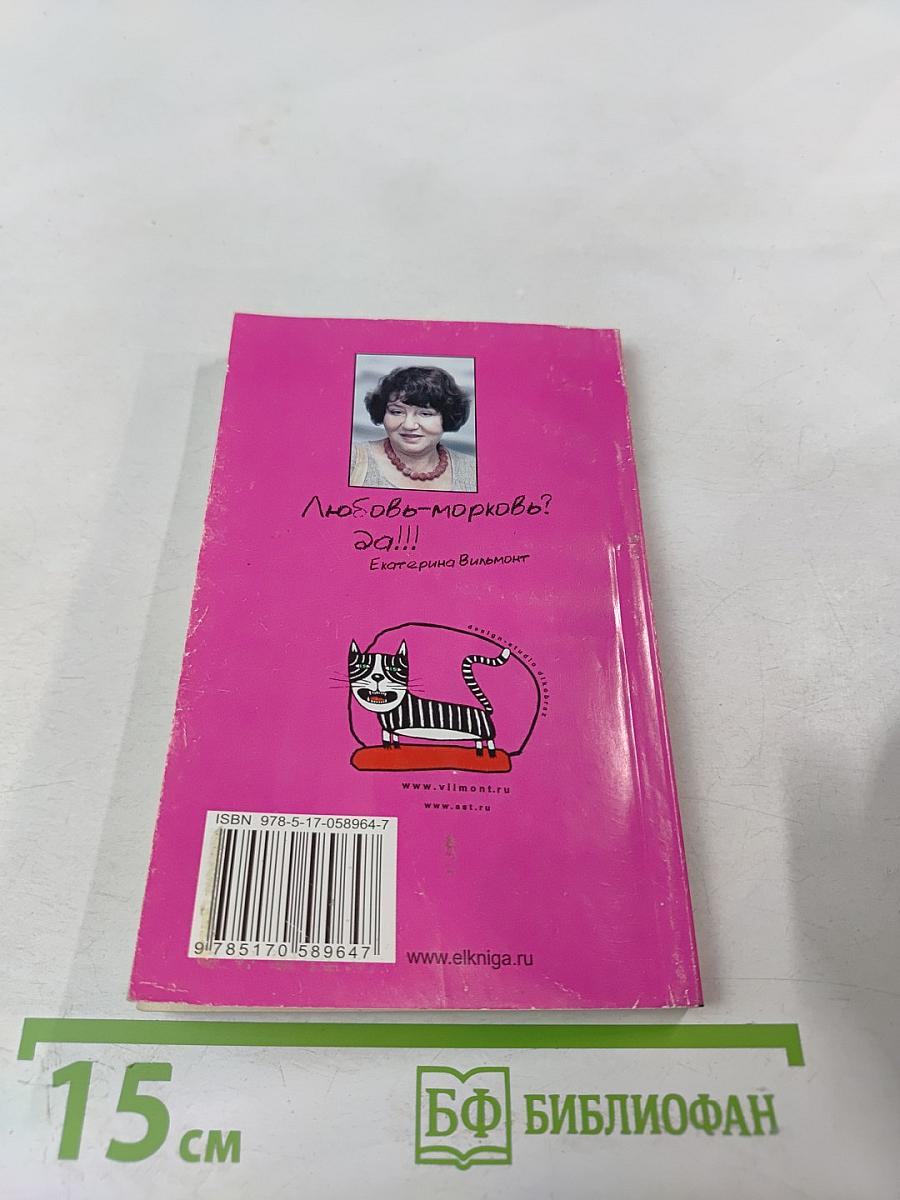 Любовь-морковь?
Да!!!
Екатерина Вильмонт
design-studio dikobraz
www.vilmont.ru
www.ast.ru
ISBN 978-5-17-058964-7
9 785170 589647
www.elkniga.ru
15 см
БФ БИБЛИОФАН